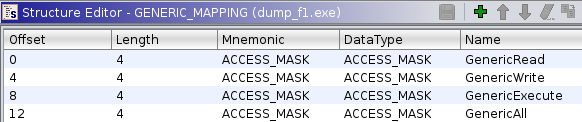 Structure Editor - GENERIC_MAPPING (dump_f1.exe)
Offset Length Mnemonic DataType Name
0 4 ACCESS_MASK ACCESS_MASK GenericRead
4 4 ACCESS_MASK ACCESS_MASK GenericWrite
8 4 ACCESS_MASK ACCESS_MASK GenericExecute
12 4 ACCESS_MASK ACCESS_MASK GenericAll